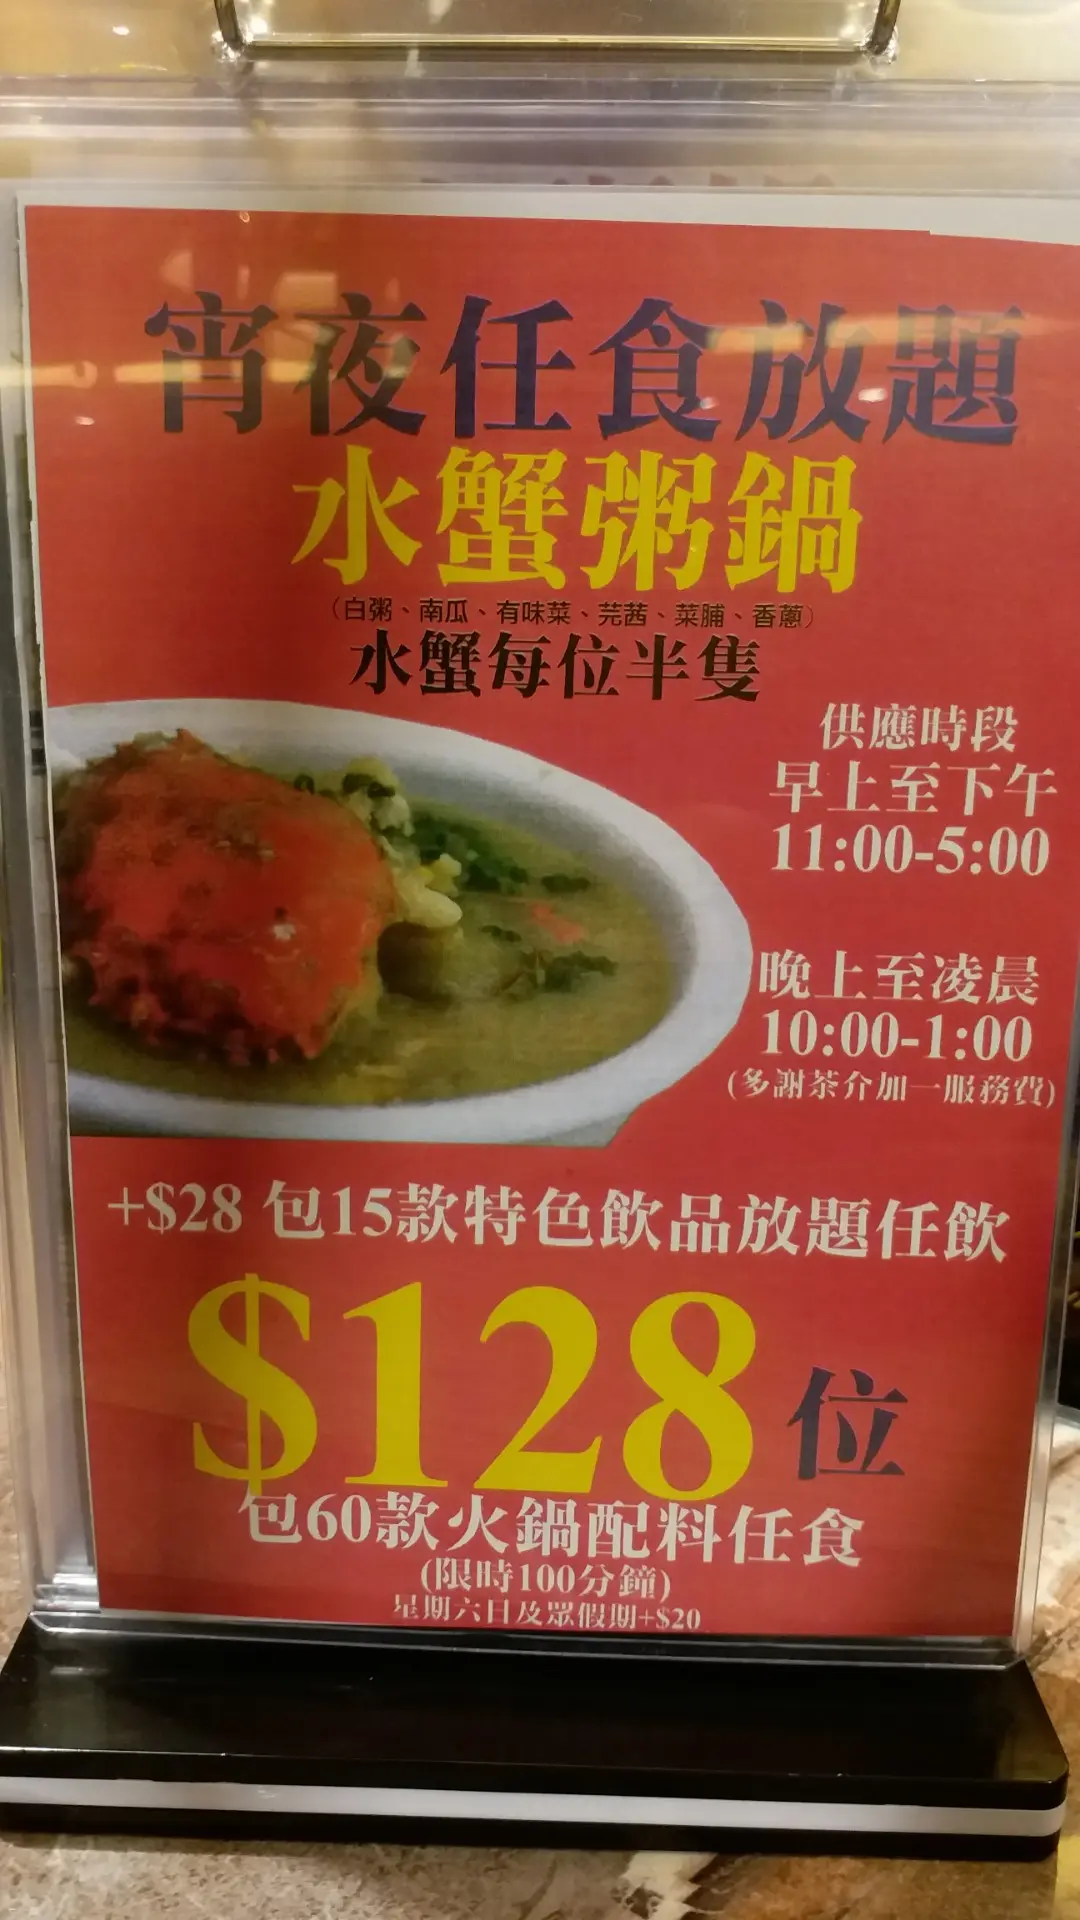 宵夜任食放題
水蟹粥鍋
（白粥、南瓜、有味菜、芫茜、菜脯、香蔥）
水蟹每位半隻
供應時段
早上至下午
11:00-5:00
晚上至凌晨
10:00-1:00
(多謝茶介加一服務費)
+$28 包15款特色飲品放題任飲
$128 位
包60款火鍋配料任食
(限時100分鐘)
星期六日及眾假期+$20